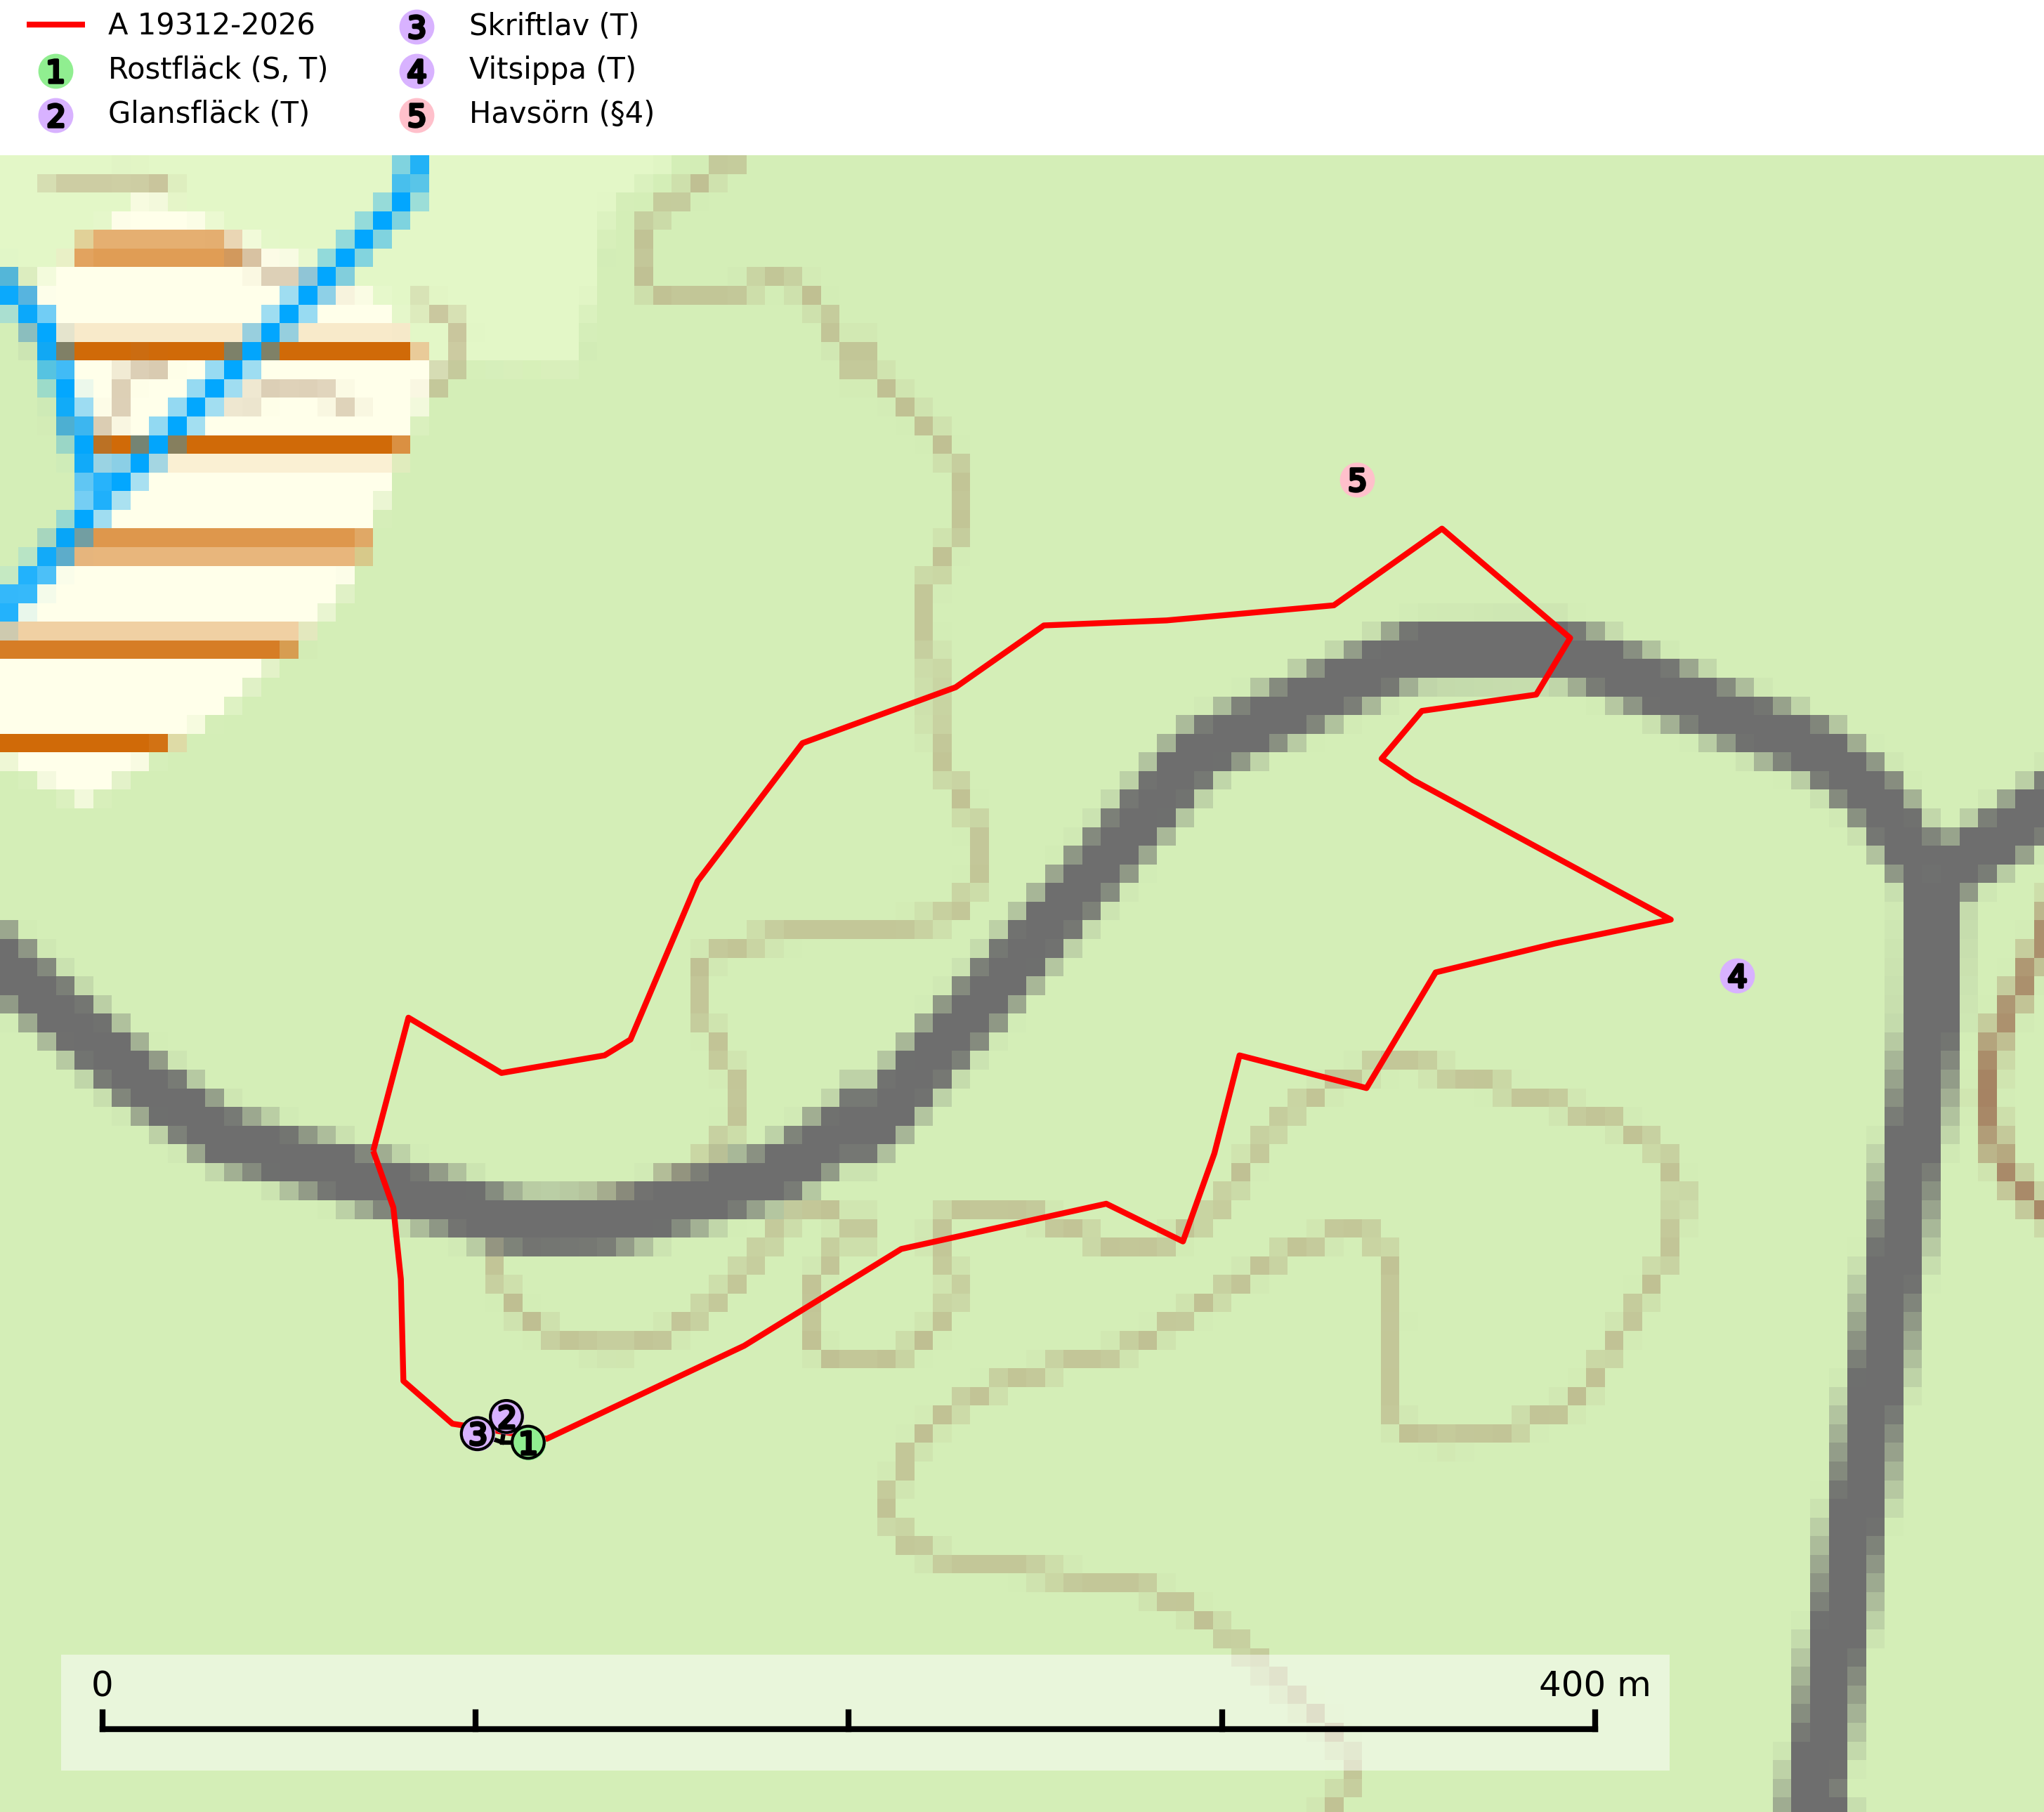 A 19312-2026
1 Rostfläck (S, T)
2 Glansfläck (T)
3 Skriftlav (T)
4 Vitsippa (T)
5 Havsörn (§4)
5
4
2
3
1
0 400 m